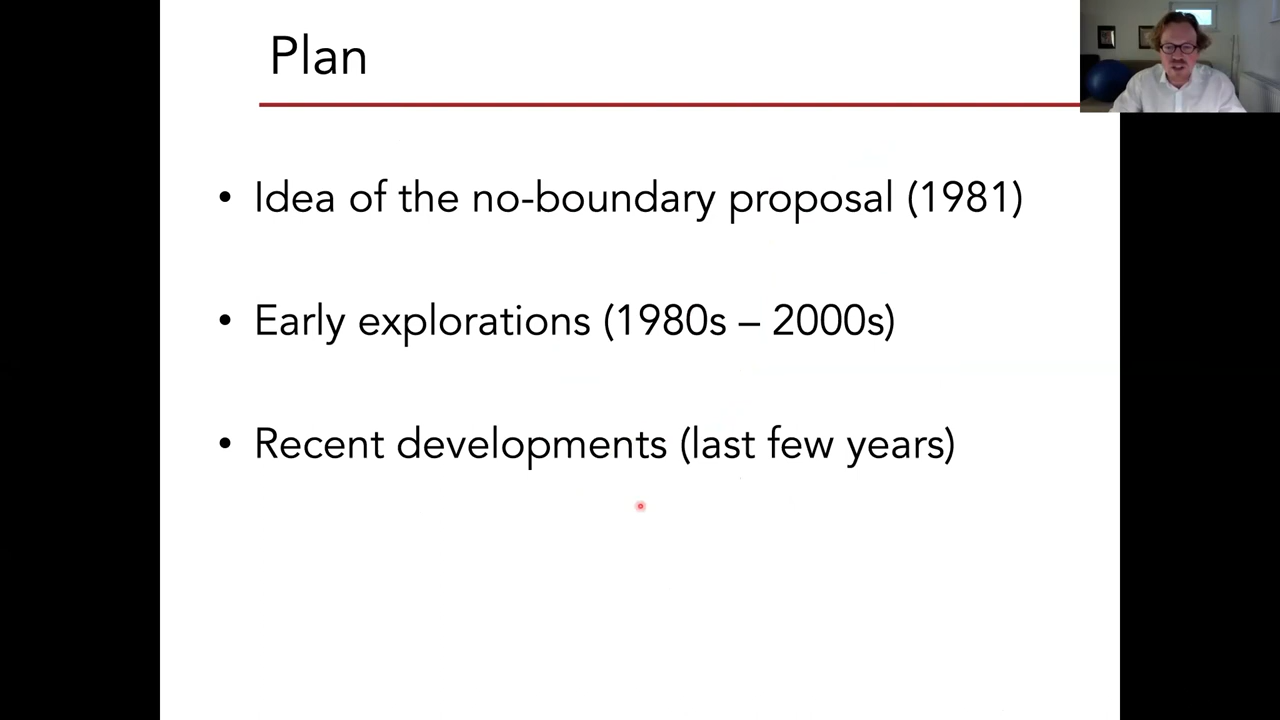 Plan
• Idea of the no-boundary proposal (1981)
• Early explorations (1980s – 2000s)
• Recent developments (last few years)